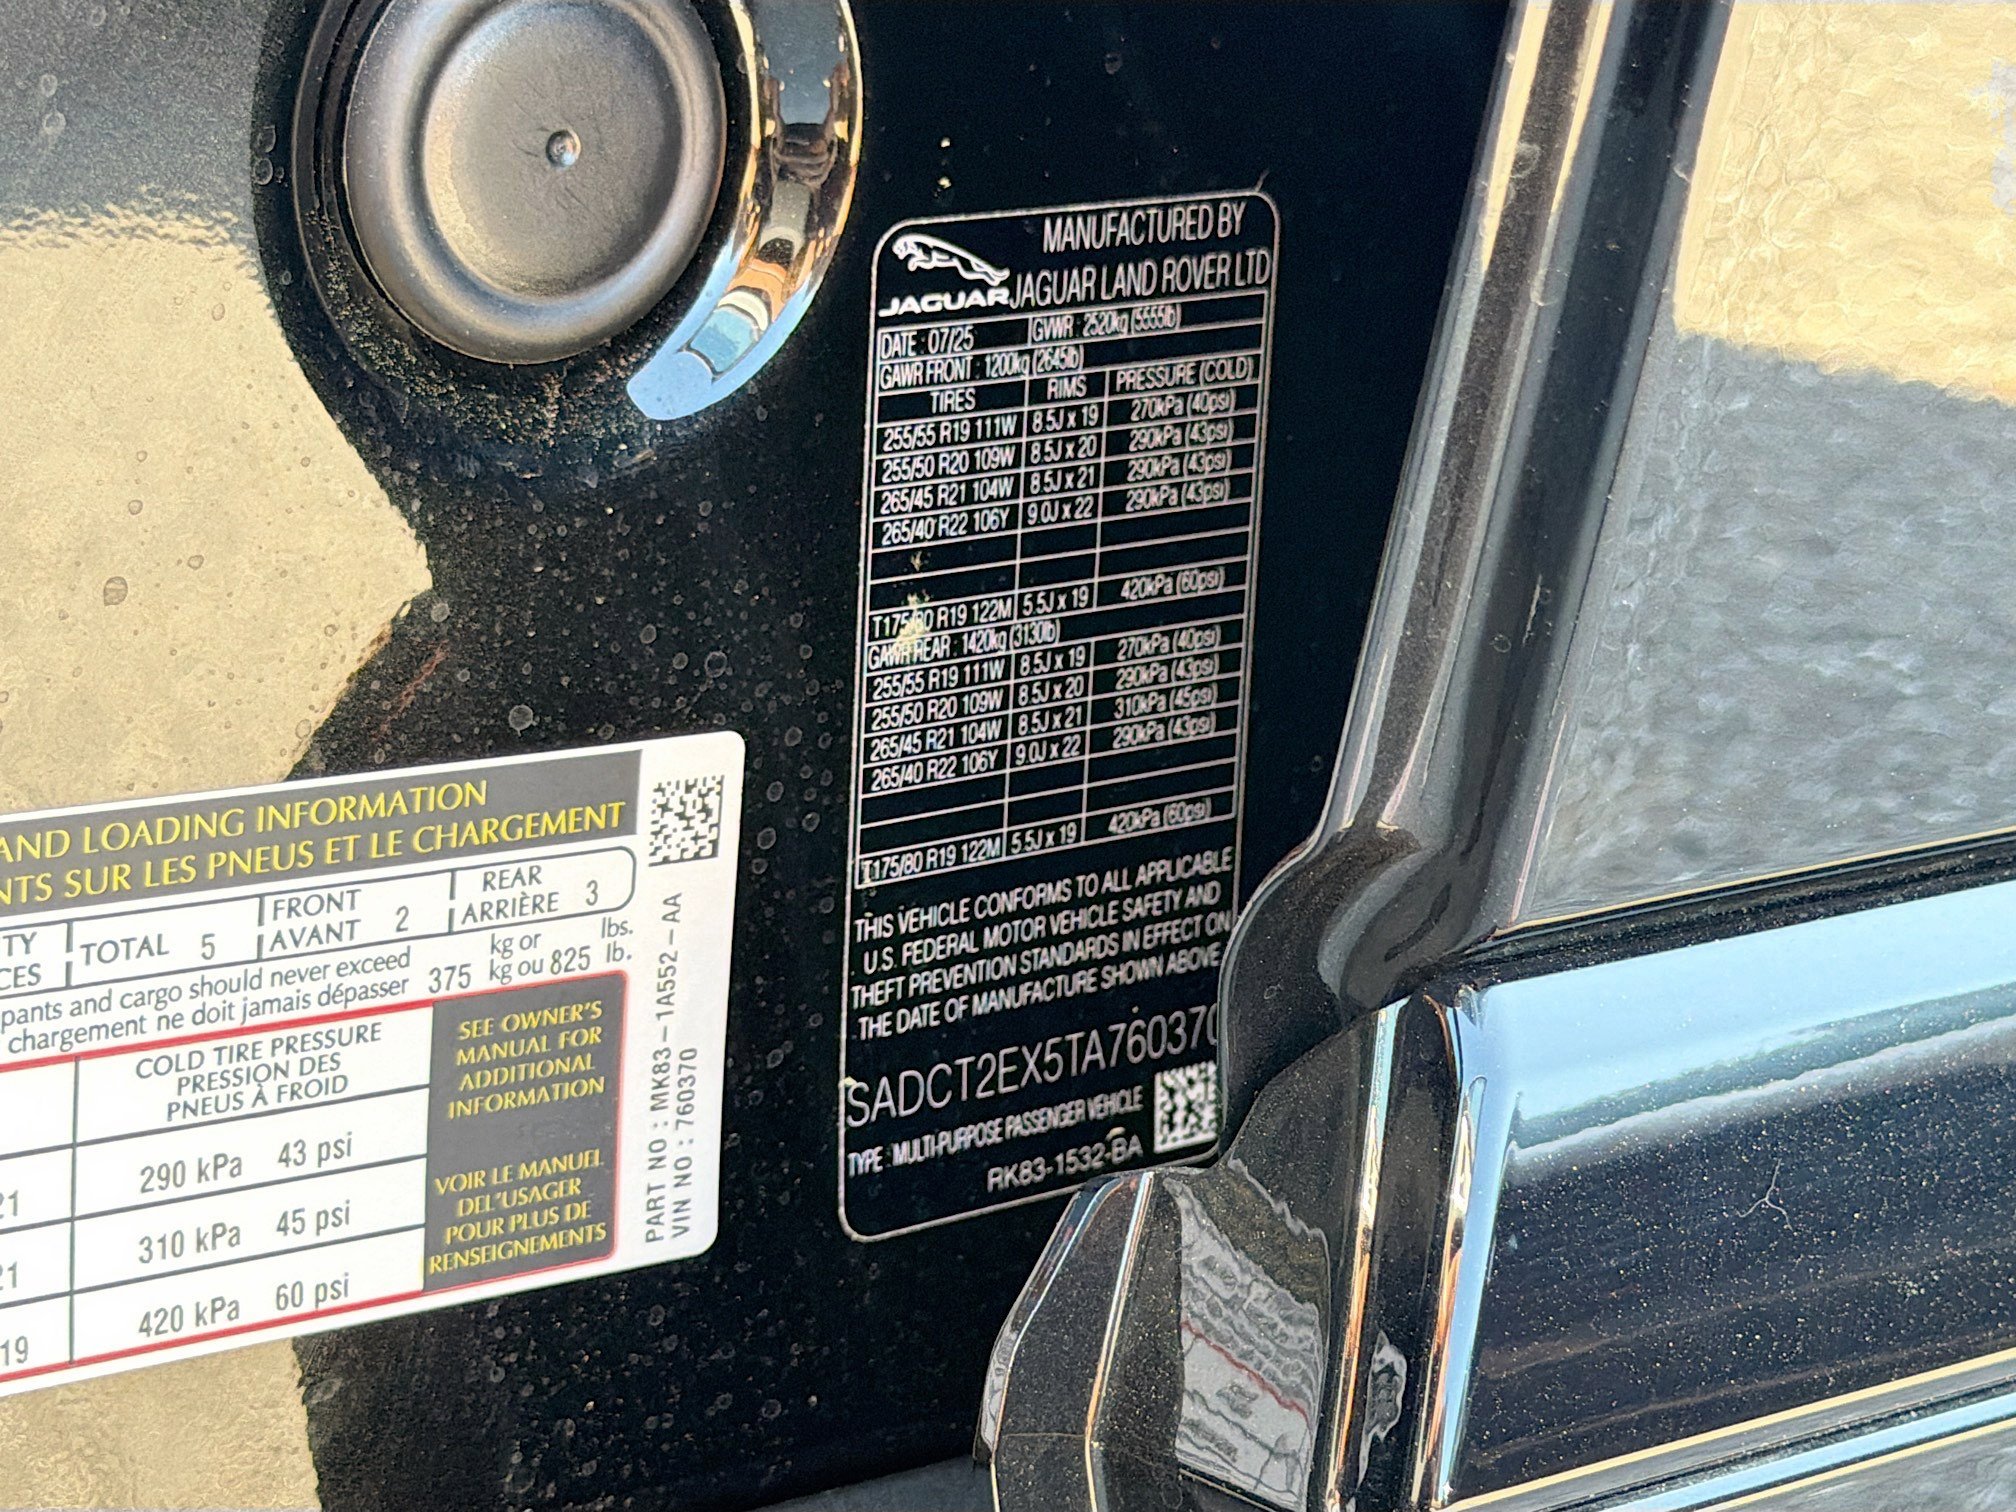 MANUFACTURED BY
JAGUAR JAGUAR LAND ROVER LTD
DATE : 07/25 GVWR : 2520kg (5555lb)
GAWR FRONT : 1200kg (2645lb)
TIRES RIMS PRESSURE (COLD)
255/55 R19 111W 8.5J x 19 270kPa (40psi)
255/50 R20 109W 8.5J x 20 290kPa (43psi)
265/45 R21 104W 8.5J x 21 290kPa (43psi)
265/40 R22 106Y 9.0J x 22 290kPa (43psi)
T175/80 R19 122M 5.5J x 19 420kPa (60psi)
GAWR REAR : 1420kg (3130lb)
255/55 R19 111W 8.5J x 19 270kPa (40psi)
255/50 R20 109W 8.5J x 20 290kPa (43psi)
265/45 R21 104W 8.5J x 21 310kPa (45psi)
265/40 R22 106Y 9.0J x 22 290kPa (43psi)
T175/80 R19 122M 5.5J x 19 420kPa (60psi)
THIS VEHICLE CONFORMS TO ALL APPLICABLE
U.S. FEDERAL MOTOR VEHICLE SAFETY AND
THEFT PREVENTION STANDARDS IN EFFECT ON
THE DATE OF MANUFACTURE SHOWN ABOVE
SADCT2EX5TA760370
TYPE : MULTI-PURPOSE PASSENGER VEHICLE
RK83-1532-BA
AND LOADING INFORMATION
NTS SUR LES PNEUS ET LE CHARGEMENT
TY TOTAL 5 FRONT 2 REAR 3
CES AVANT ARRIÈRE
pants and cargo should never exceed 375 kg or 825 lbs.
chargement ne doit jamais dépasser kg ou lb.
COLD TIRE PRESSURE
PRESSION DES
PNEUS À FROID
290 kPa 43 psi
21 310 kPa 45 psi
21 420 kPa 60 psi
19
SEE OWNER'S
MANUAL FOR
ADDITIONAL
INFORMATION
VOIR LE MANUEL
DEL'USAGER
POUR PLUS DE
RENSEIGNEMENTS
PART NO : MK83-1A552-AA
VIN NO : 760370